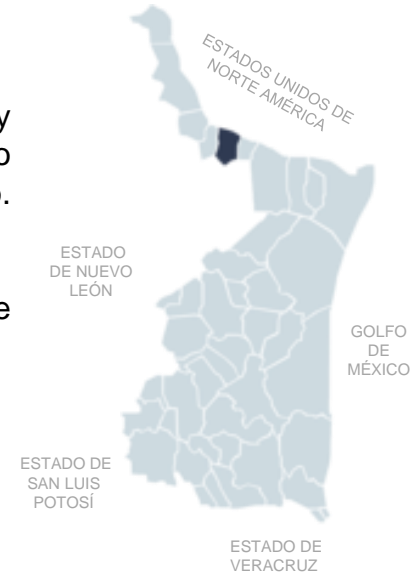 ESTADOS UNIDOS DE
NORTE AMÉRICA
y
o
.
ESTADO
DE NUEVO
LEÓN
e
GOLFO
DE
MÉXICO
ESTADO DE
SAN LUIS
POTOSÍ
ESTADO DE
VERACRUZ